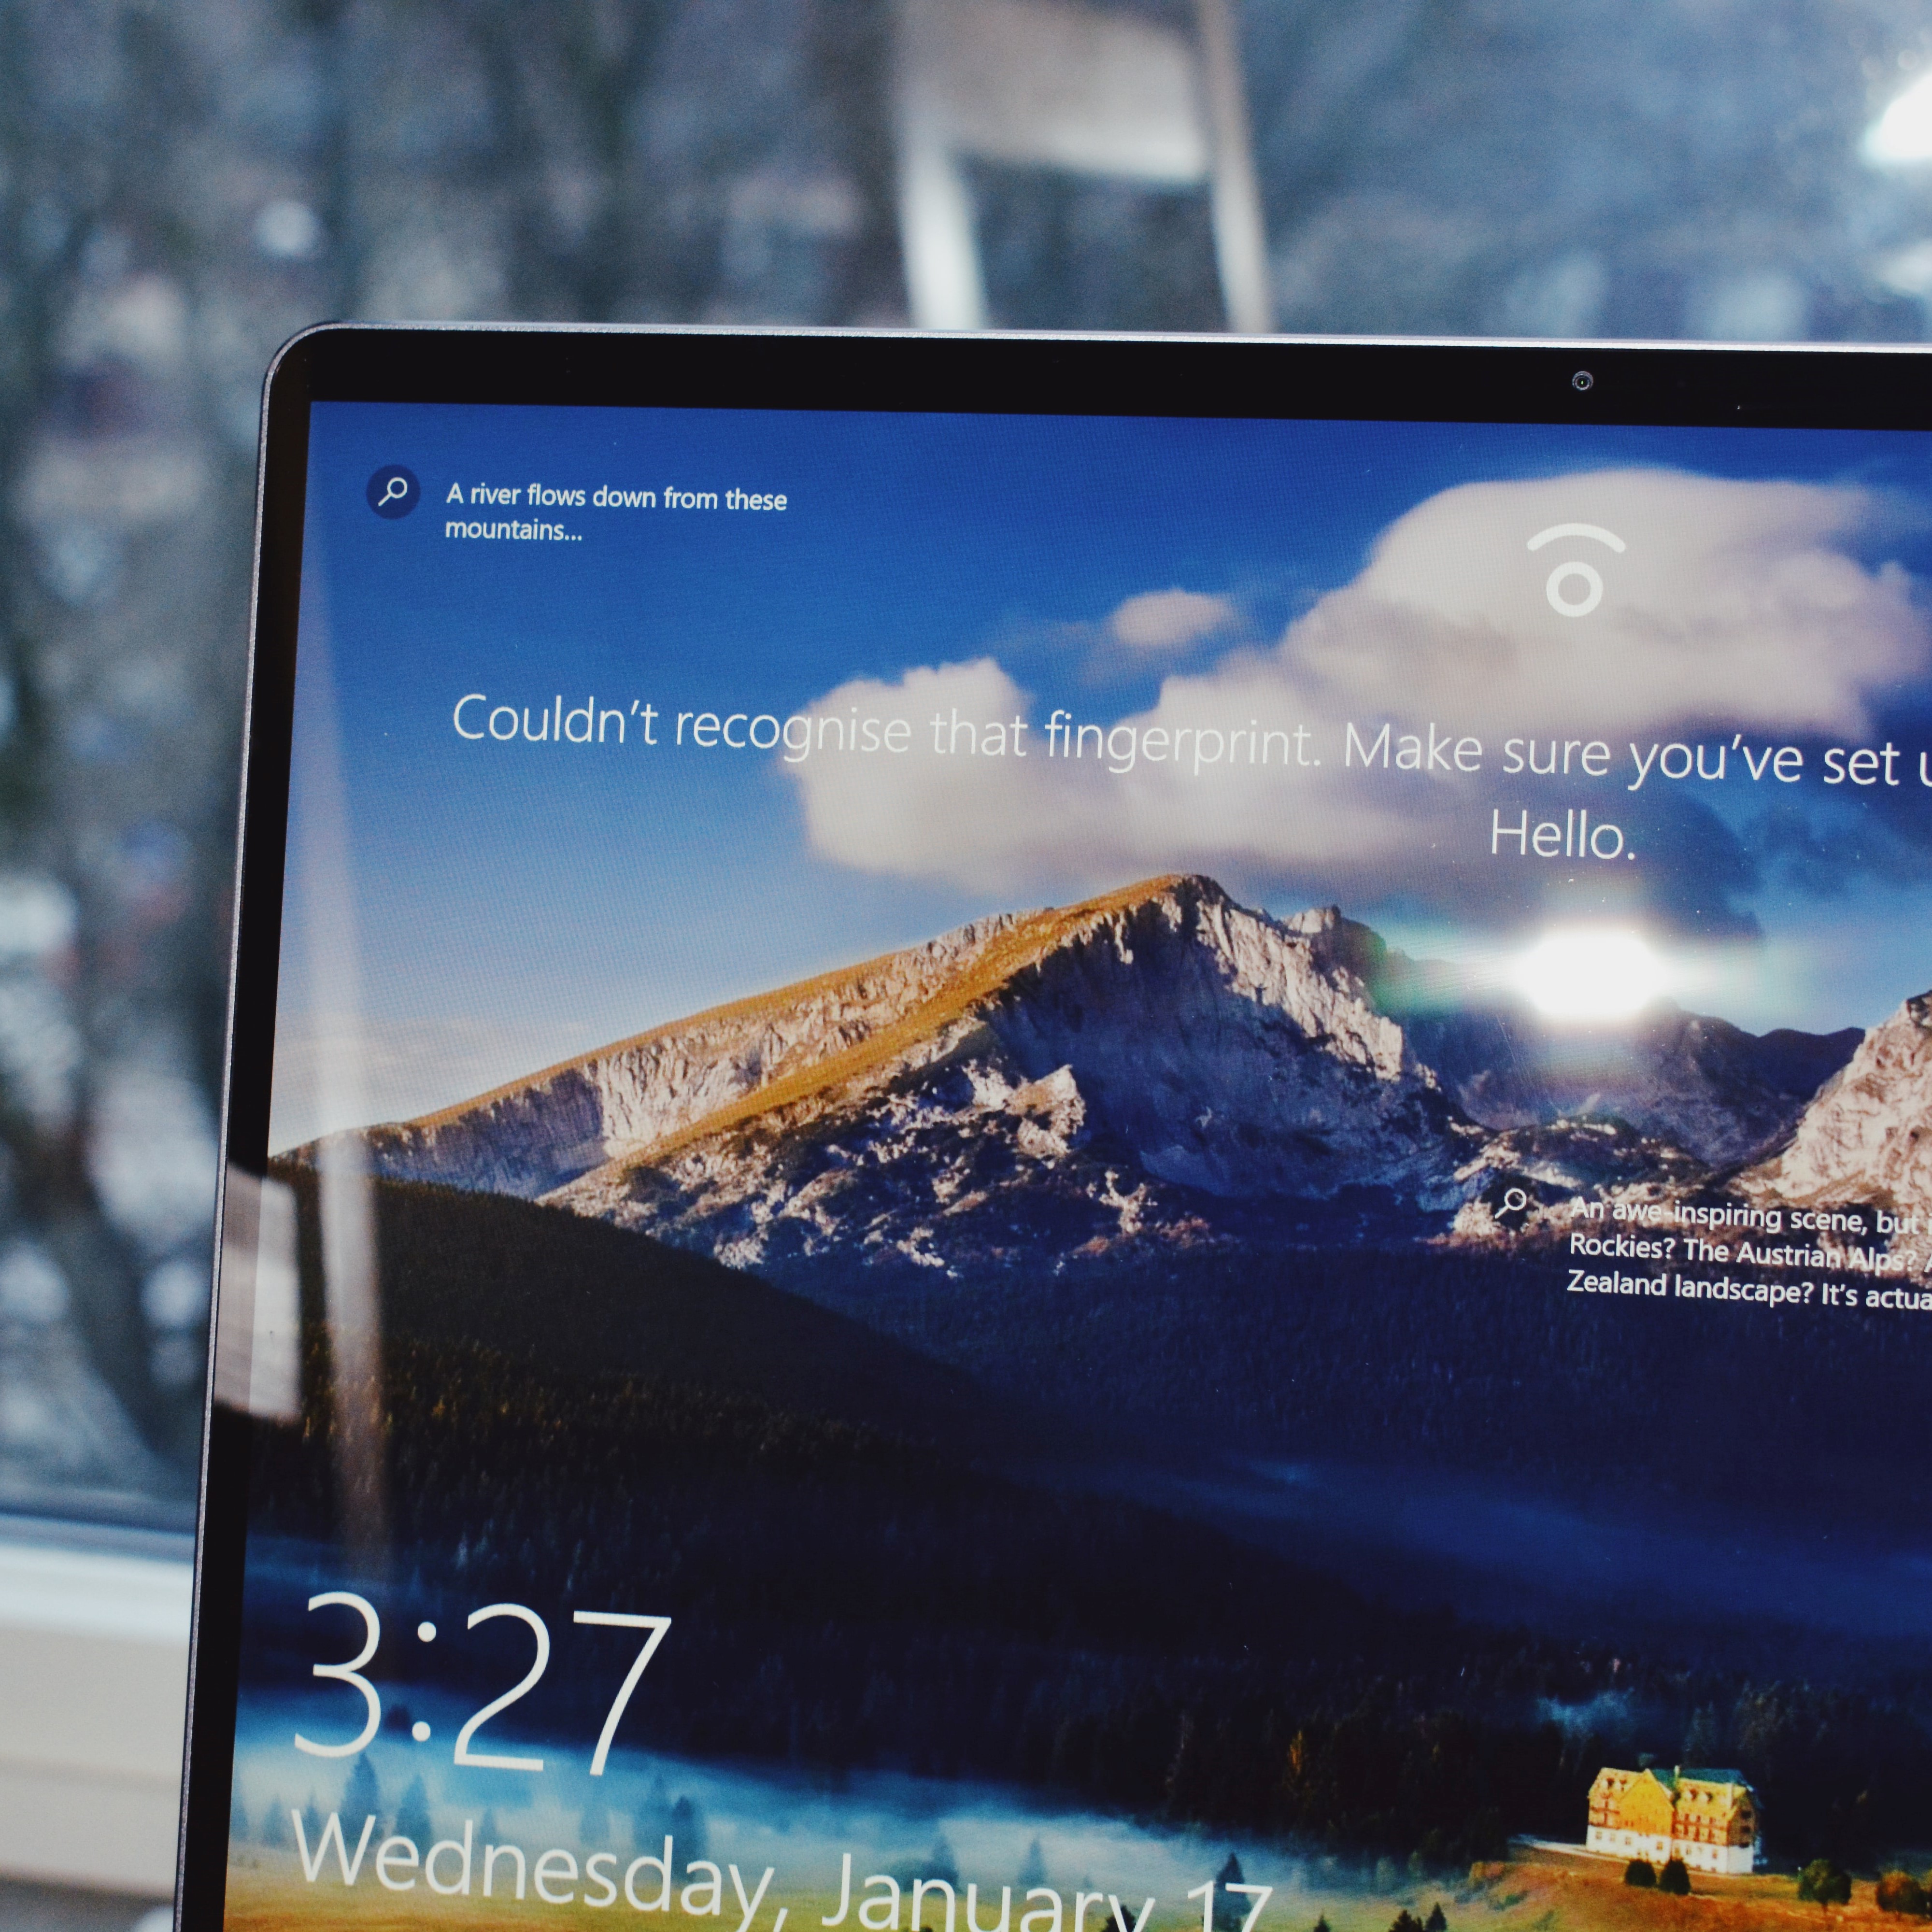 A river flows down from these
mountains...
Couldn't recognise that fingerprint. Make sure you've set
Hello.
An awe-inspiring scene, but
Rockies? The Austrian Alps?
Zealand landscape? It's
3:27
Wednesday, January 17